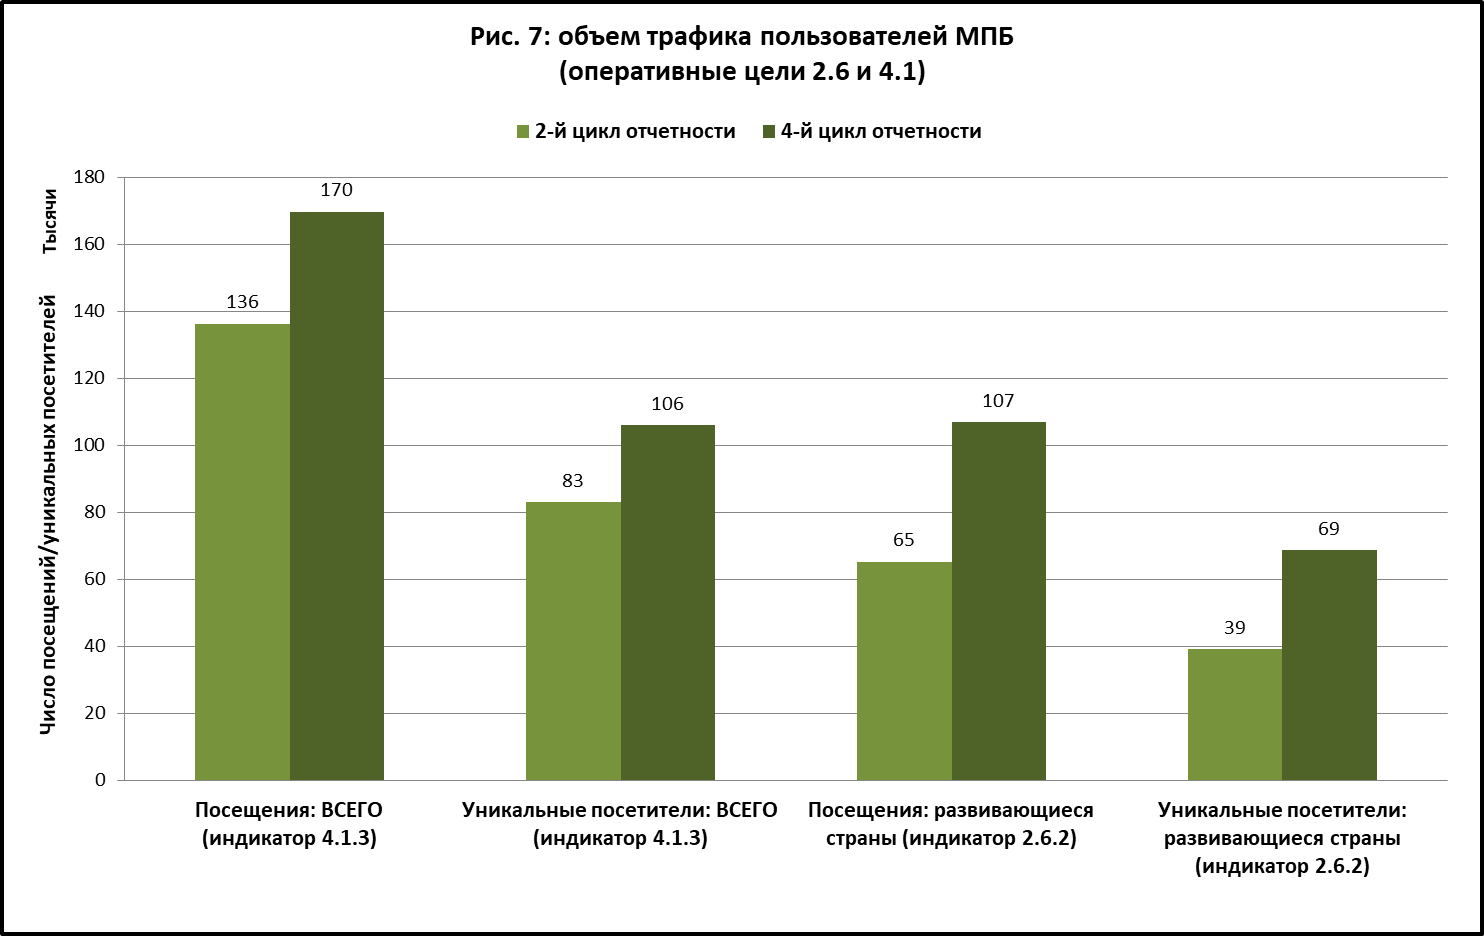 Рис. 7: объем трафика пользователей МПБ
(оперативные цели 2.6 и 4.1)
2-й цикл отчетности 4-й цикл отчетности
Число посещений/уникальных посетителей Тысячи
180
160
140
120
100
80
60
40
20
0
136
170
83
106
65
107
39
69
Посещения: ВСЕГО
(индикатор 4.1.3)
Уникальные посетители: ВСЕГО
(индикатор 4.1.3)
Посещения: развивающиеся
страны (индикатор 2.6.2)
Уникальные посетители:
развивающиеся страны
(индикатор 2.6.2)